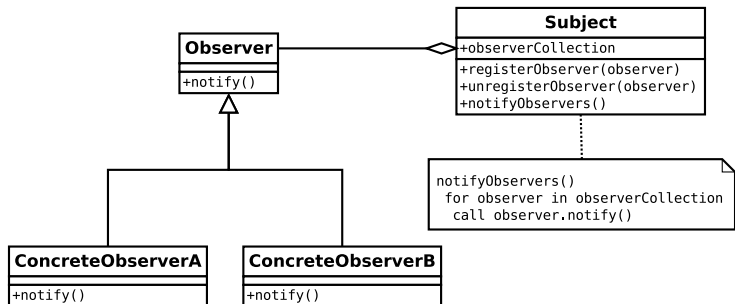 Subject
Observer
+observerCollection
+notify()
+registerObserver(observer)
+unregisterObserver(observer)
+notifyObservers()
notifyObservers()
for observer in observerCollection
call observer.notify()
ConcreteObserverA
ConcreteObserverB
+notify()
+notify()